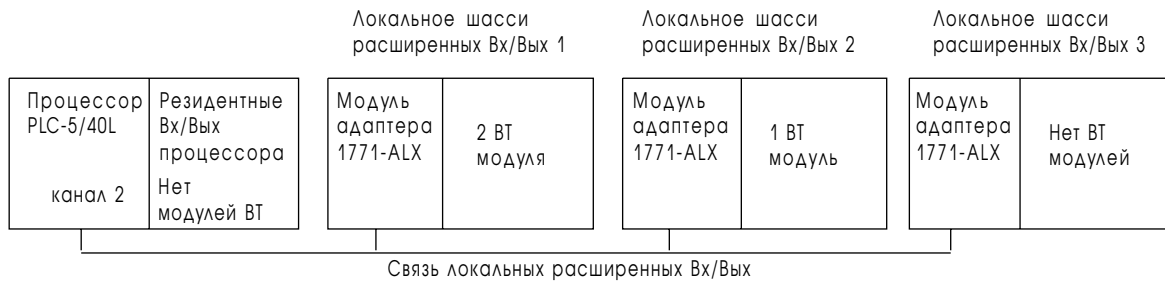 Локальное шасси
расширенных Вх/Вых 1
Локальное шасси
расширенных Вх/Вых 2
Локальное шасси
расширенных Вх/Вых 3
Процессор
PLC-5/40L
канал 2
Резидентные
Вх/Вых
процессора
Нет
модулей ВТ
Модуль
адаптера
1771-ALX
2 ВТ
модуля
Модуль
адаптера
1771-ALX
1 ВТ
модуль
Модуль
адаптера
1771-ALX
Нет ВТ
модулей
Связь локальных расширенных Вх/Вых